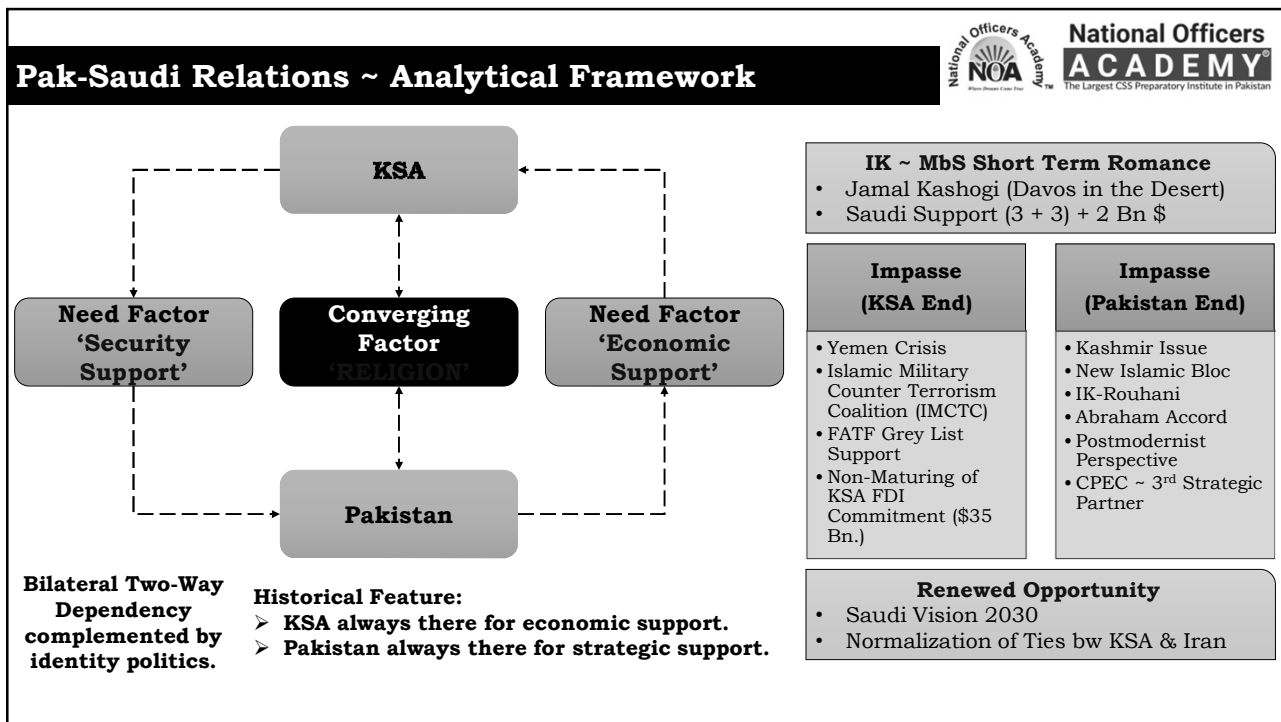 Pak-Saudi Relations ~ Analytical Framework
National Officers Academy
NOA
Where Dreams Come True
TM
National Officers
ACADEMY®
The Largest CSS Preparatory Institute in Pakistan
KSA
Need Factor
‘Security
Support’
Converging
Factor
‘RELIGION’
Need Factor
‘Economic
Support’
Pakistan
Bilateral Two-Way
Dependency
complemented by
identity politics.
Historical Feature:
➢ KSA always there for economic support.
➢ Pakistan always there for strategic support.
IK ~ MbS Short Term Romance
• Jamal Kashogi (Davos in the Desert)
• Saudi Support (3 + 3) + 2 Bn $
Impasse
(KSA End)
• Yemen Crisis
• Islamic Military
Counter Terrorism
Coalition (IMCTC)
• FATF Grey List
Support
• Non-Maturing of
KSA FDI
Commitment ($35
Bn.)
Impasse
(Pakistan End)
• Kashmir Issue
• New Islamic Bloc
• IK-Rouhani
• Abraham Accord
• Postmodernist
Perspective
• CPEC ~ 3rd Strategic
Partner
Renewed Opportunity
• Saudi Vision 2030
• Normalization of Ties bw KSA & Iran